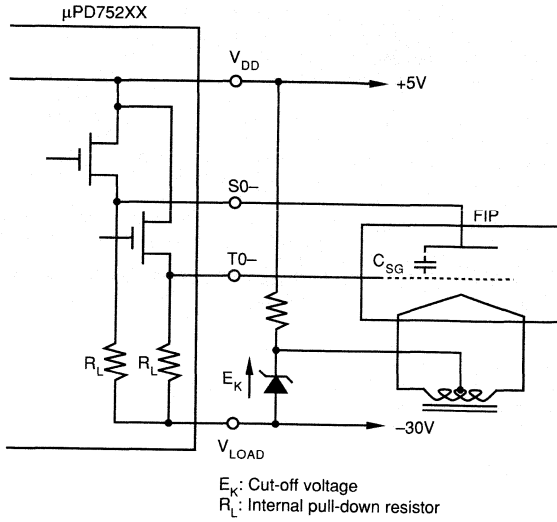 μPD752XX
V_DD
+5V
S0–
FIP
C_SG
T0–
R_L
R_L
E_K
–30V
V_LOAD
E_K: Cut-off voltage
R_L: Internal pull-down resistor